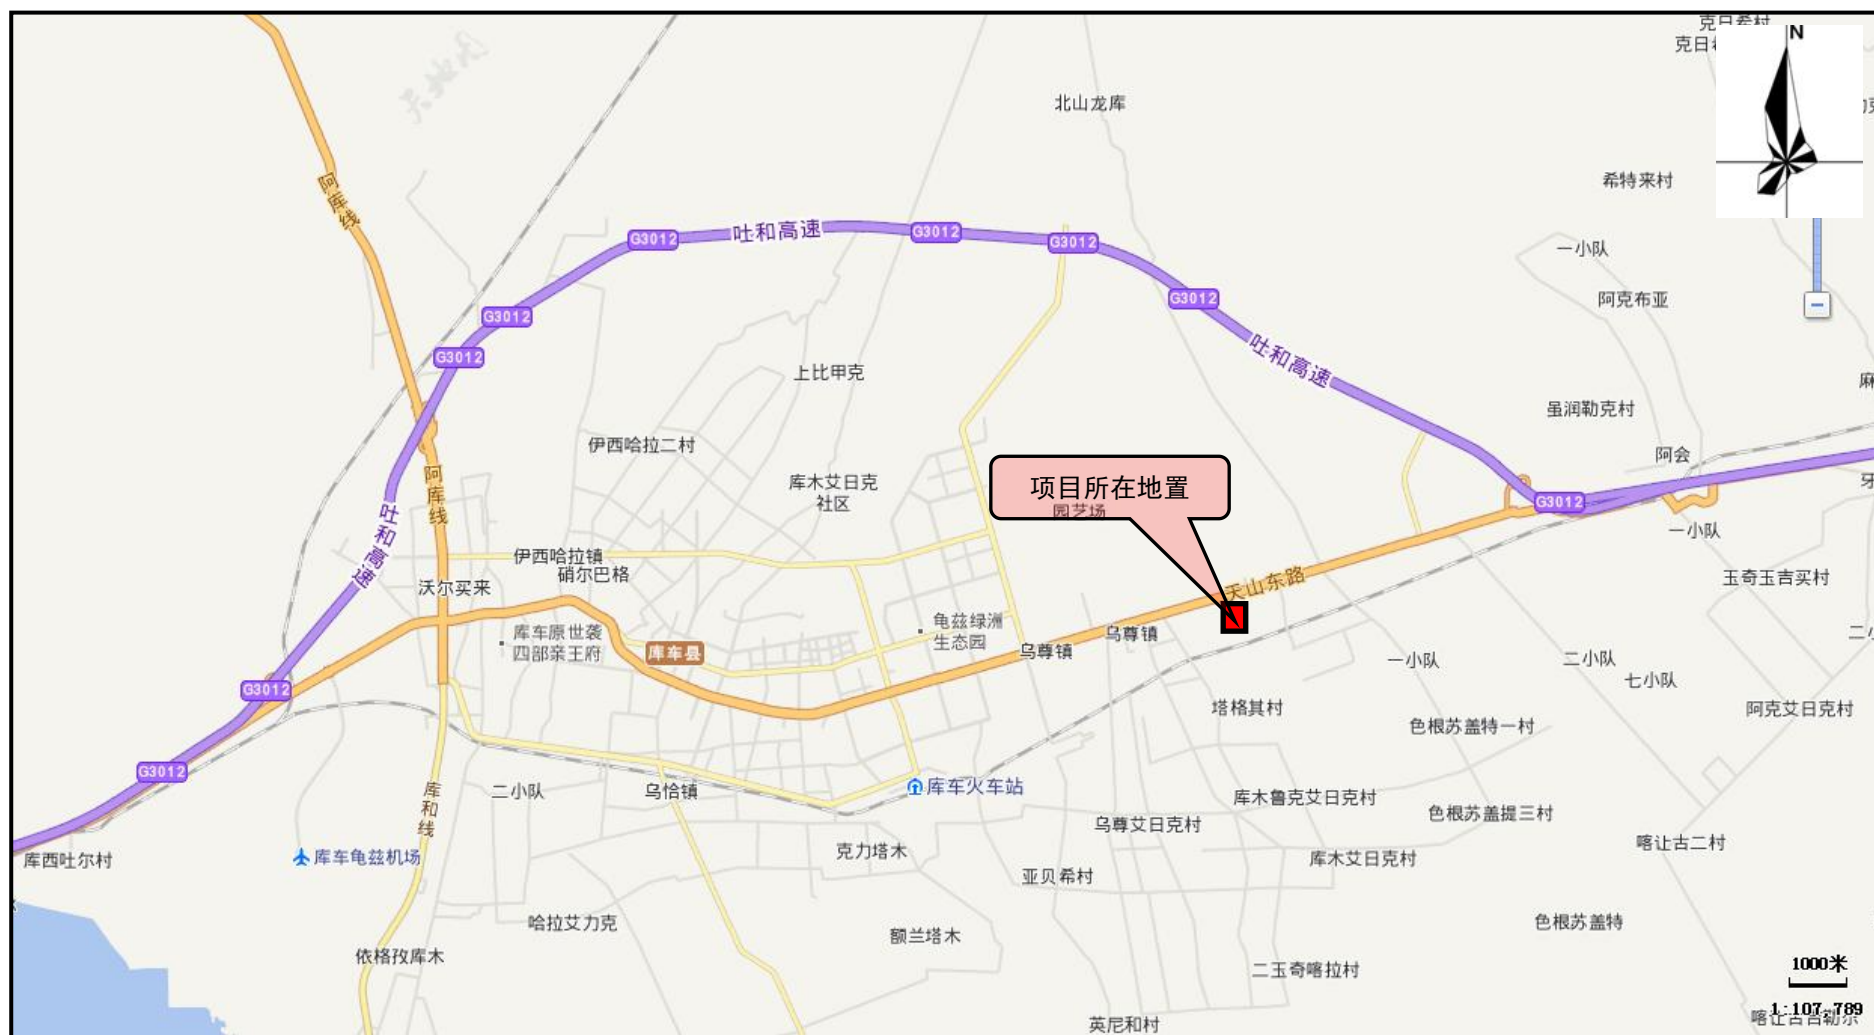 克日希村
克日
N
北山龙库
阿库线
希特来村
吐和高速
G3012
G3012
G3012
一小队
G3012
阿克布亚
G3012
G3012
吐和高速
上比甲克
虽润勒克村
伊西哈拉二村
阿会
阿库线
库木艾日克
社区
项目所在地置
园艺场
G3012
一小队
吐和高速
伊西哈拉镇
硝尔巴格
沃尔买来
天山东路
玉奇玉吉买村
库车原世袭
四部亲王府
库车县
龟兹绿洲
生态园
乌尊镇
乌尊镇
一小队
二小队
七小队
G3012
塔格其村
阿克艾日克村
色根苏盖特一村
G3012
库和线
二小队
乌恰镇
库车火车站
库木鲁克艾日克村
色根苏盖提三村
乌尊艾日克村
喀让古二村
库西吐尔村
库车龟兹机场
克力塔木
库木艾日克村
亚贝希村
哈拉艾力克
额兰塔木
色根苏盖特
依格孜库木
二玉奇喀拉村
1000米
1:107,789
英尼和村